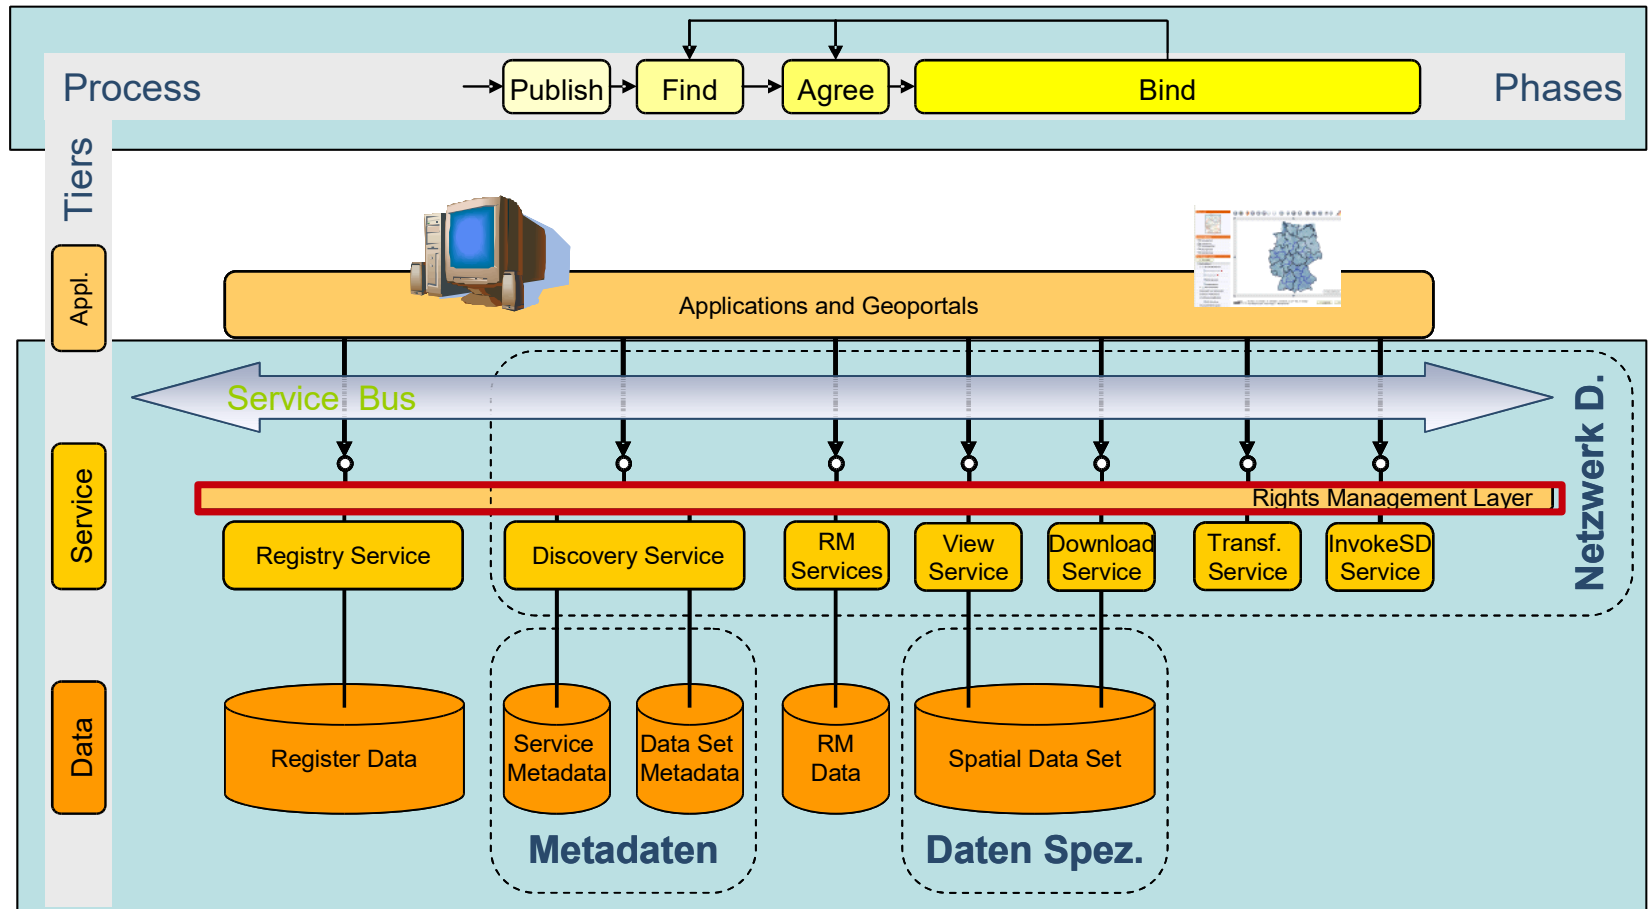 Process
Publish
Find
Agree
Bind
Phases
Tiers
Appl.
Applications and Geoportals
Service Bus
Netzwerk D.
Service
Rights Management Layer
Registry Service
Discovery Service
RM
Services
View
Service
Download
Service
Transf.
Service
InvokeSD
Service
Data
Register Data
Service
Metadata
Data Set
Metadata
RM
Data
Spatial Data Set
Metadaten
Daten Spez.